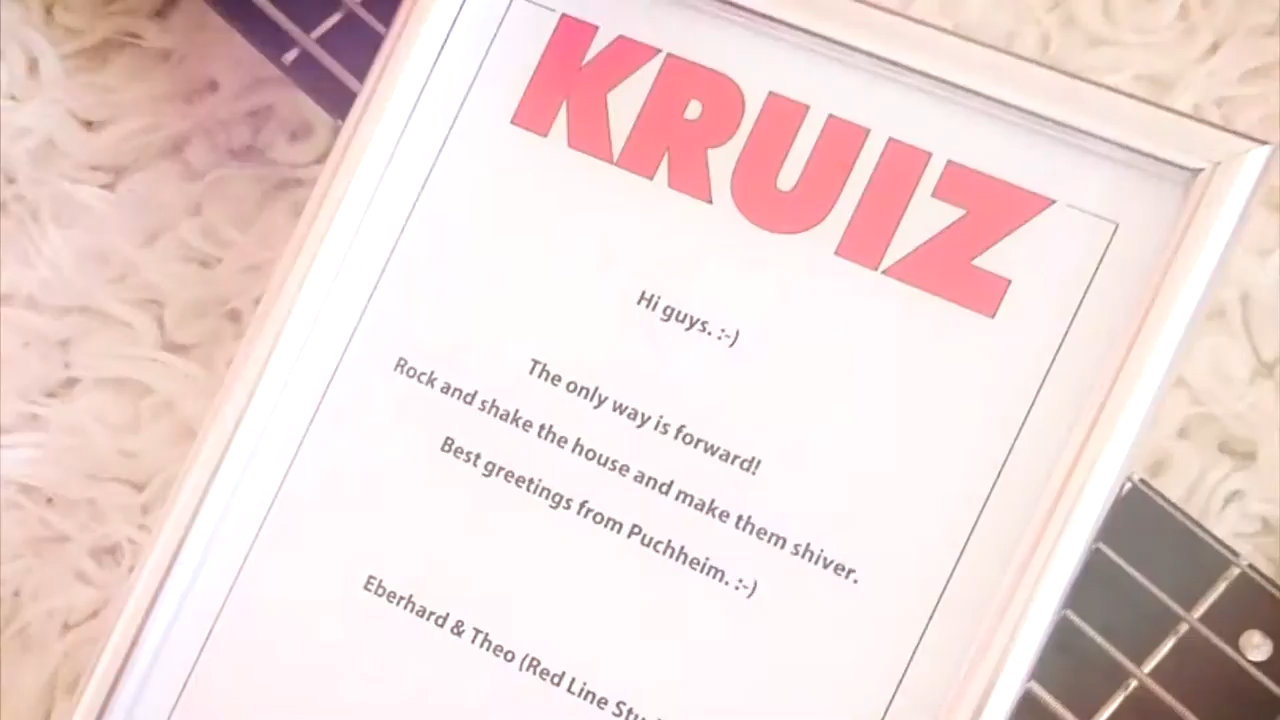 KRUIZ
Hi guys. :-)
The only way is forward!
Rock and shake the house and make them shiver.
Best greetings from Puchheim. :-)
Eberhard & Theo (Red Line